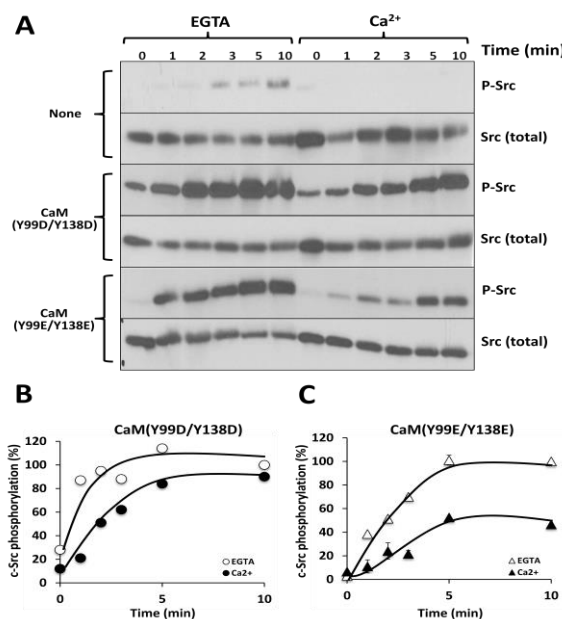 A
EGTA
Ca²⁺
0 1 2 3 5 10 0 1 2 3 5 10 Time (min)
None
P-Src
Src (total)
CaM
(Y99D/Y138D)
P-Src
Src (total)
CaM
(Y99E/Y138E)
P-Src
Src (total)
B
CaM(Y99D/Y138D)
c-Src phosphorylation (%)
120
100
80
60
40
20
0
0 5 10
Time (min)
EGTA
Ca2+
C
CaM(Y99E/Y138E)
c-Src phosphorylation (%)
120
100
80
60
40
20
0
0 5 10
Time (min)
EGTA
Ca2+